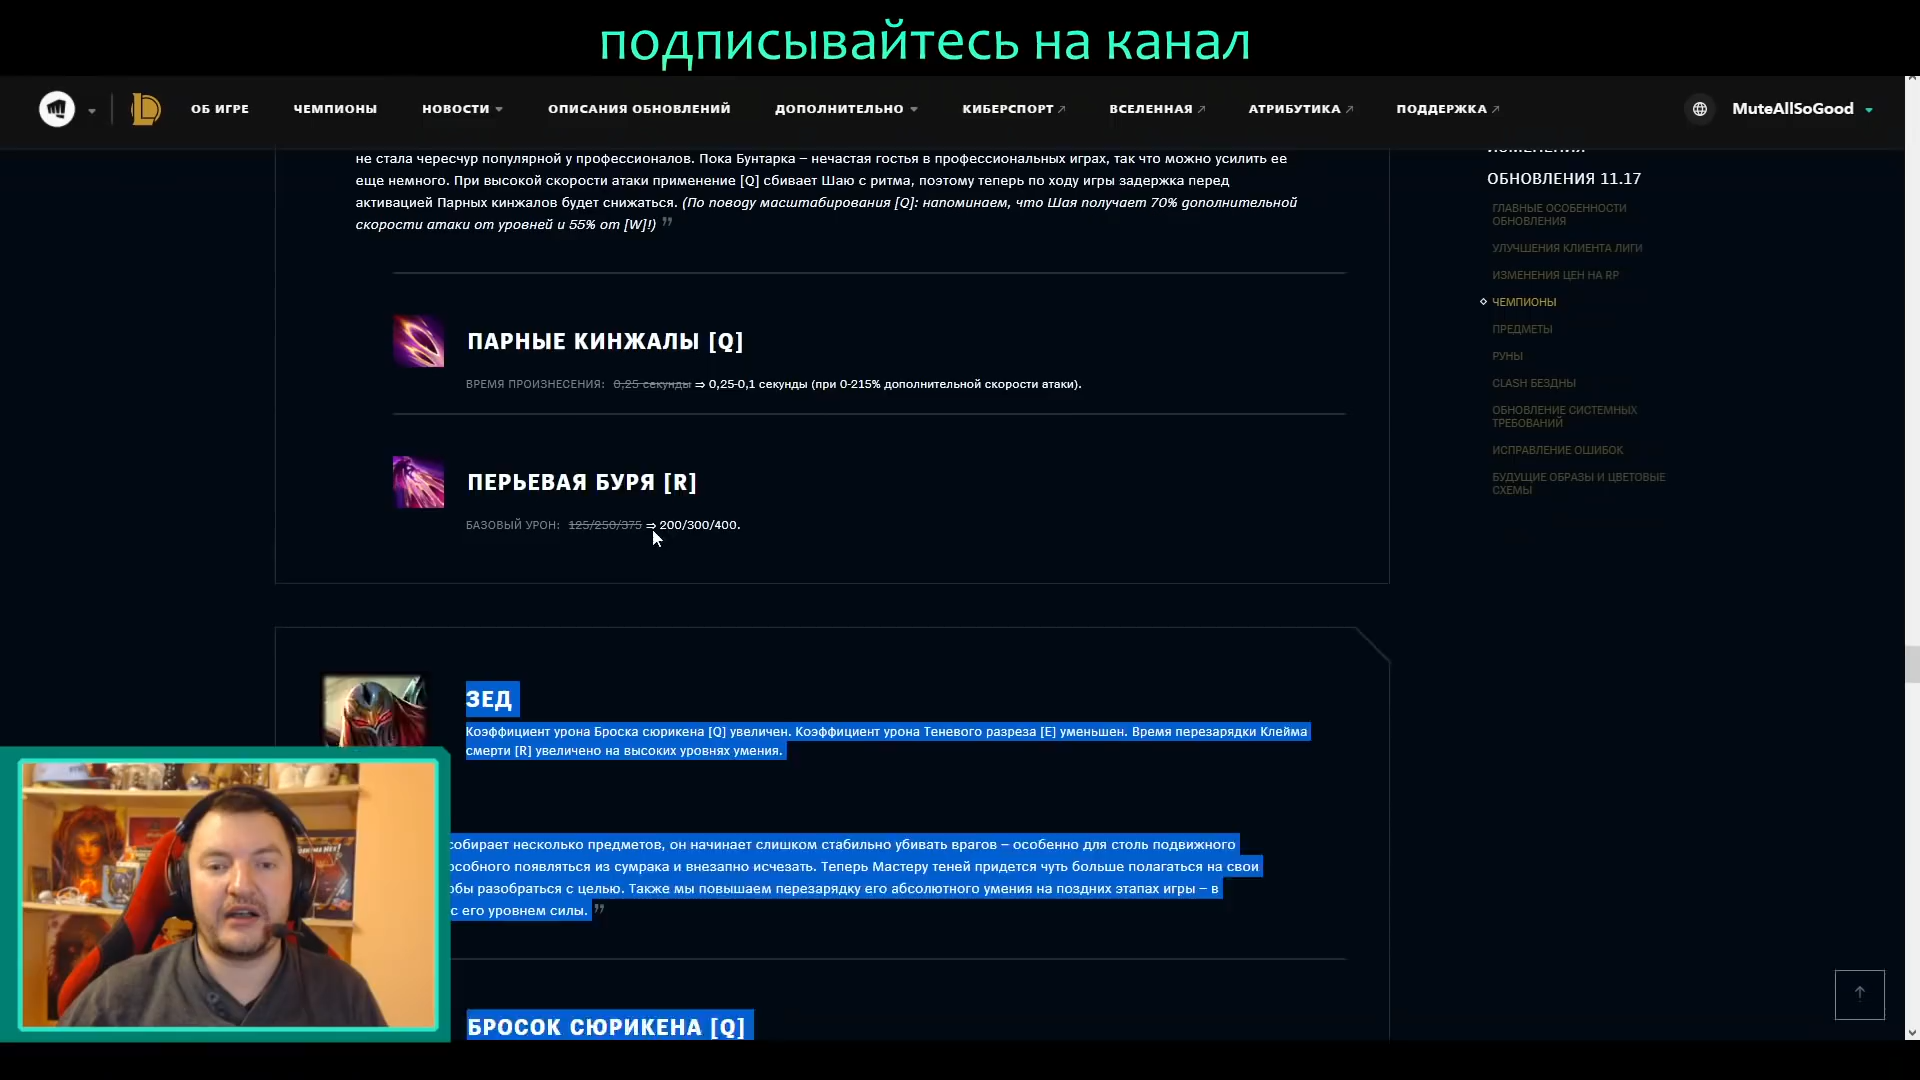 подписывайтесь на канал
ОБ ИГРЕ
ЧЕМПИОНЫ
НОВОСТИ
ОПИСАНИЯ ОБНОВЛЕНИЙ
ДОПОЛНИТЕЛЬНО
КИБЕРСПОРТ
ВСЕЛЕННАЯ
АТРИБУТИКА
ПОДДЕРЖКА
MuteAllSoGood
не стала чересчур популярной у профессионалов. Пока Бунтарка – нечастая гостья в профессиональных играх, так что можно усилить ее
еще немного. При высокой скорости атаки применение [Q] сбивает Шаю с ритма, поэтому теперь по ходу игры задержка перед
активацией Парных кинжалов будет снижаться. (По поводу масштабирования [Q]: напоминаем, что Шая получает 70% дополнительной
скорости атаки от уровней и 55% от [W]!) ”
ПАРНЫЕ КИНЖАЛЫ [Q]
ВРЕМЯ ПРОИЗНЕСЕНИЯ: 0,25 секунды ⇒ 0,25-0,1 секунды (при 0-215% дополнительной скорости атаки).
ПЕРЬЕВАЯ БУРЯ [R]
БАЗОВЫЙ УРОН: 125/250/375 ⇒ 200/300/400.
ЗЕД
Коэффициент урона Броска сюрикена [Q] увеличен. Коэффициент урона Теневого разреза [E] уменьшен. Время перезарядки Клейма
смерти [R] увеличено на высоких уровнях умения.
собирает несколько предметов, он начинает слишком стабильно убивать врагов – особенно для столь подвижного
особного появляться из сумрака и внезапно исчезать. Теперь Мастеру теней придется чуть больше полагаться на свои
обы разобраться с целью. Также мы повышаем перезарядку его абсолютного умения на поздних этапах игры – в
с его уровнем силы. ”
БРОСОК СЮРИКЕНА [Q]
ИЗМЕНЕНИЯ
ОБНОВЛЕНИЯ 11.17
ГЛАВНЫЕ ОСОБЕННОСТИ
ОБНОВЛЕНИЯ
УЛУЧШЕНИЯ КЛИЕНТА ЛИГИ
ИЗМЕНЕНИЯ ЦЕН НА RP
ЧЕМПИОНЫ
ПРЕДМЕТЫ
РУНЫ
CLASH БЕЗДНЫ
ОБНОВЛЕНИЕ СИСТЕМНЫХ
ТРЕБОВАНИЙ
ИСПРАВЛЕНИЕ ОШИБОК
БУДУЩИЕ ОБРАЗЫ И ЦВЕТОВЫЕ
СХЕМЫ